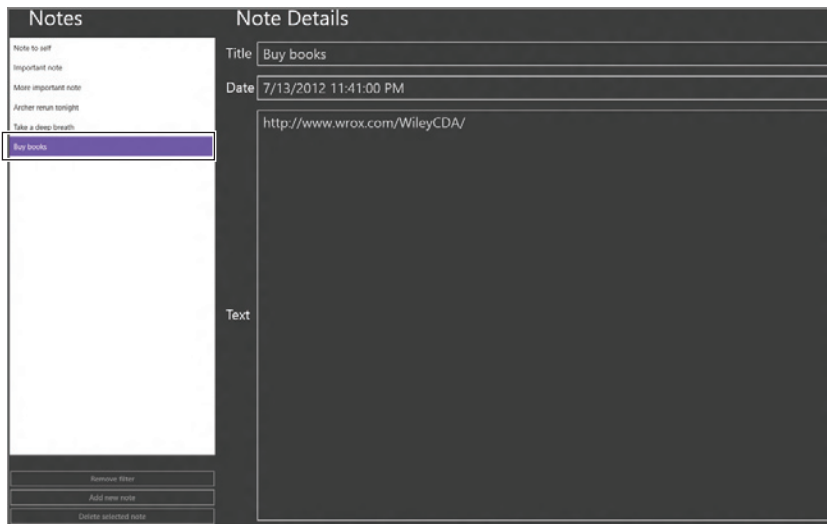 Notes
Note to self
Important note
More important note
Archer rerun tonight
Take a deep breath
Buy books
Remove filter
Add new note
Delete selected note
Note Details
Title Buy books
Date 7/13/2012 11:41:00 PM
Text http://www.wrox.com/WileyCDA/